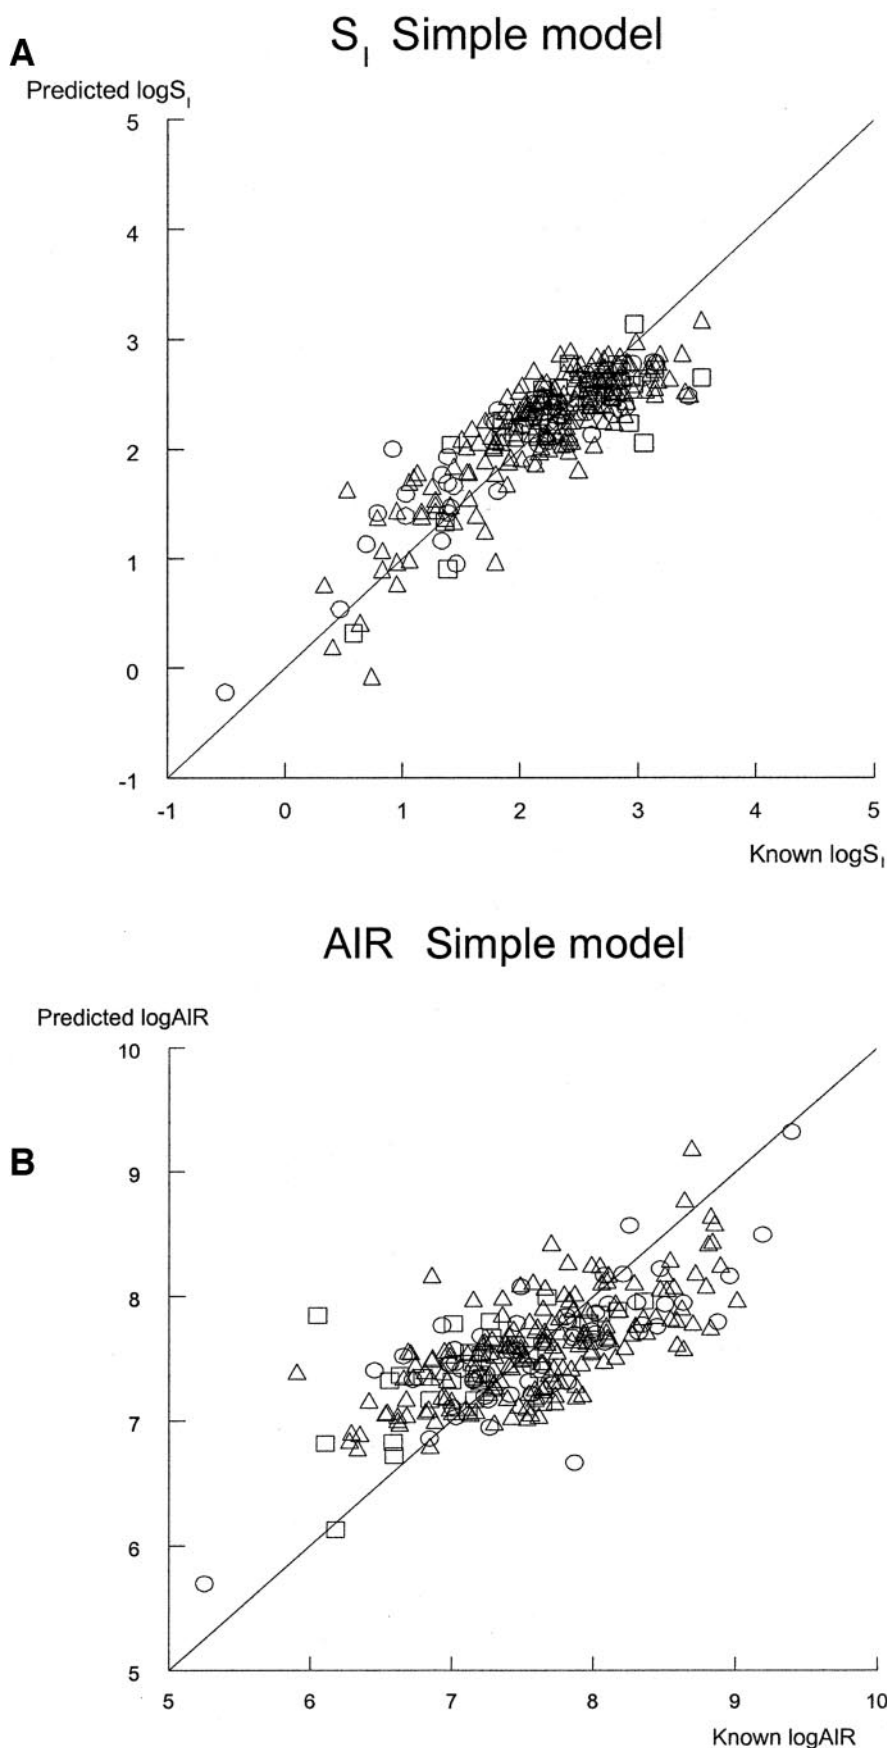 A
S_I Simple model
Predicted logS_I
5
4
3
2
1
0
-1
-1 0 1 2 3 4 5
Known logS_I
AIR Simple model
Predicted logAIR
B
10
9
8
7
6
5
5 6 7 8 9 10
Known logAIR